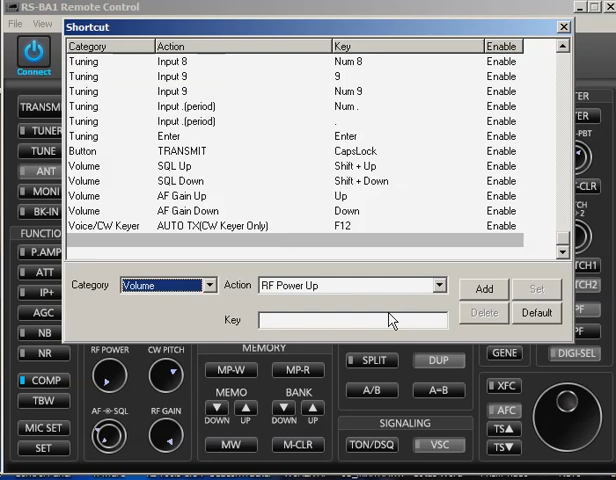 RS-BA1 Remote Control
File View
Shortcut
Category Action Key Enable
Tuning Input 8 Num 8 Enable
Tuning Input 9 9 Enable
Tuning Input 9 Num 9 Enable
Tuning Input .(period) Num . Enable
Tuning Input .(period) . Enable
Tuning Enter Enter Enable
Button TRANSMIT CapsLock Enable
Volume SQL Up Shift + Up Enable
Volume SQL Down Shift + Down Enable
Volume AF Gain Up Up Enable
Volume AF Gain Down Down Enable
Voice/CW Keyer AUTO TX(CW Keyer Only) F12 Enable
Category Volume Action RF Power Up Add Set
Key Delete Default
Connect
TRANSM
TUNER
TUNE
ANT
MONI
BK-IN
FUNCTIO
P.AMP
ATT
IP+
AGC
NB
NR
COMP
TBW
MIC SET
SET
RF POWER CW PITCH
AF SQL RF GAIN
MEMORY
MP-W MP-R
MEMO BANK
DOWN UP DOWN UP
MW M-CLR
SPLIT DUP
A/B A=B
SIGNALING
TON/DSQ VSC
TER
-CLR
TCH
2
TCH1
TCH2
PF
GENE DIGI-SEL
XFC
AFC
TS▲
TS▼